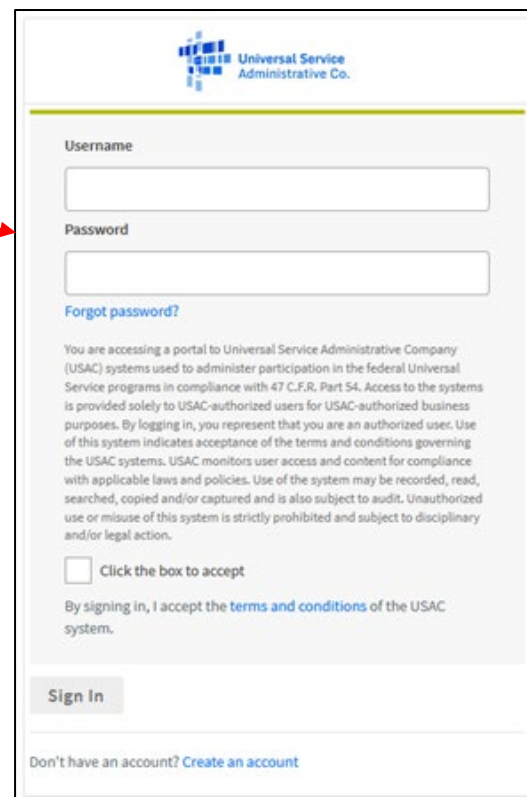 Universal Service
Administrative Co.
Username
Password
Forgot password?
You are accessing a portal to Universal Service Administrative Company
(USAC) systems used to administer participation in the federal Universal
Service programs in compliance with 47 C.F.R. Part 54. Access to the systems
is provided solely to USAC-authorized users for USAC-authorized business
purposes. By logging in, you represent that you are an authorized user. Use
of this system indicates acceptance of the terms and conditions governing
the USAC systems. USAC monitors user access and content for compliance
with applicable laws and policies. Use of the system may be recorded, read,
searched, copied and/or captured and is also subject to audit. Unauthorized
use or misuse of this system is strictly prohibited and subject to disciplinary
and/or legal action.
Click the box to accept
By signing in, I accept the terms and conditions of the USAC
system.
Sign In
Don't have an account? Create an account